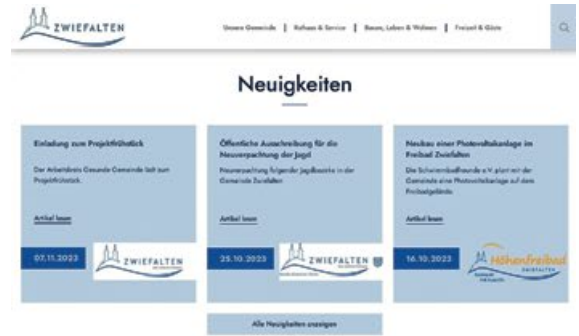 ZWIEFALTEN
Unsere Gemeinde | Rathaus & Service | Bauen, Leben & Wohnen | Freizeit & Gäste
Neuigkeiten
Einladung zum Projektfrühstück
Der Arbeitskreis Gesunde Gemeinde lädt zum
Projektfrühstück.
Artikel lesen
07.11.2023
ZWIEFALTEN
Öffentliche Ausschreibung für die
Neuverpachtung der Jagd
Neuverpachtung folgender Jagdbezirke in der
Gemeinde Zwiefalten
Artikel lesen
25.10.2023
ZWIEFALTEN
Neubau einer Photovoltaikanlage im
Freibad Zwiefalten
Die Schwimmbadfreunde e.V. plant mit der
Gemeinde eine Photovoltaikanlage auf dem
Freibadgelände.
Artikel lesen
16.10.2023
Höhenfreibad
ZWIEFALTEN
Alle Neuigkeiten anzeigen